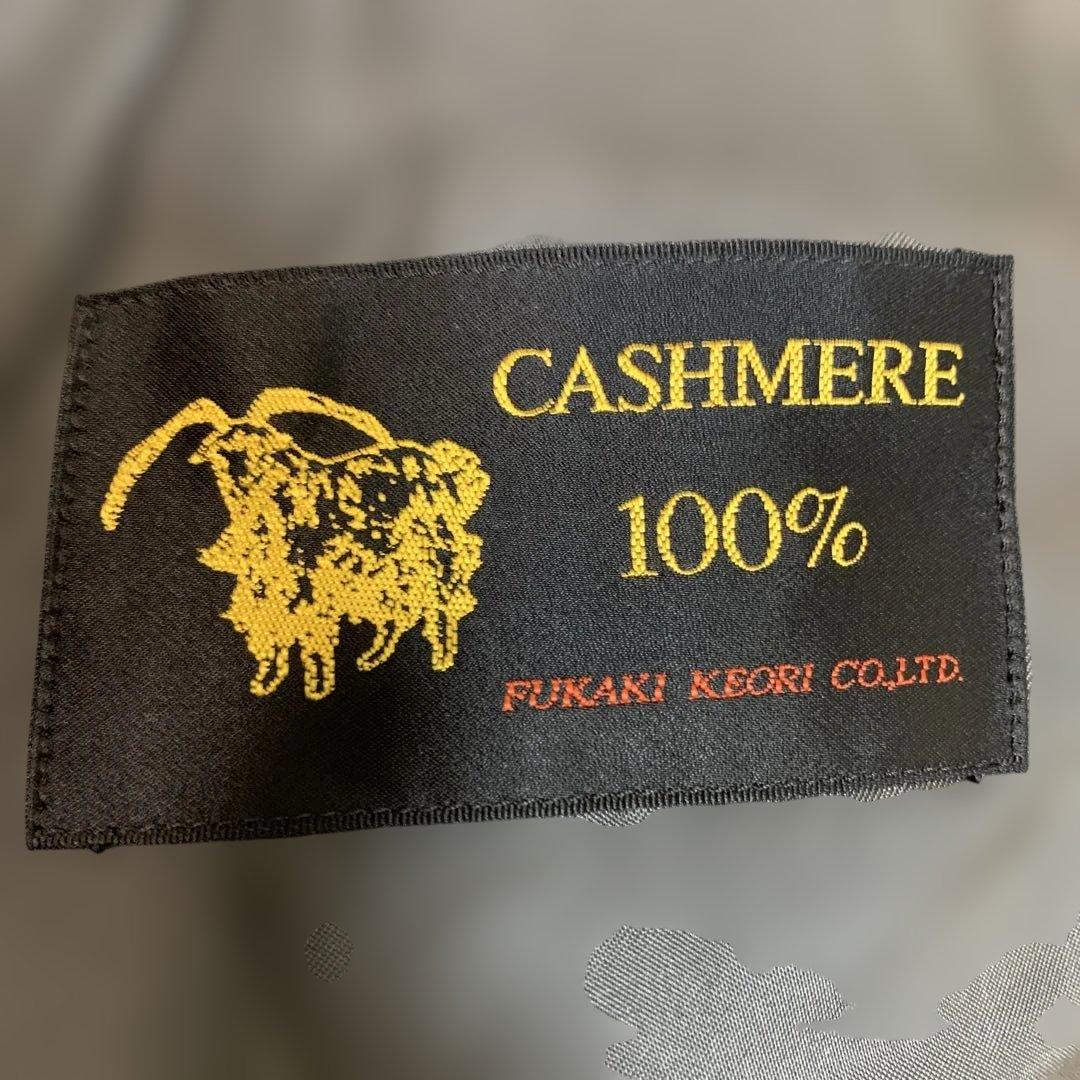 CASHMERE
100%
FUKAKI KEORI CO.,LTD.